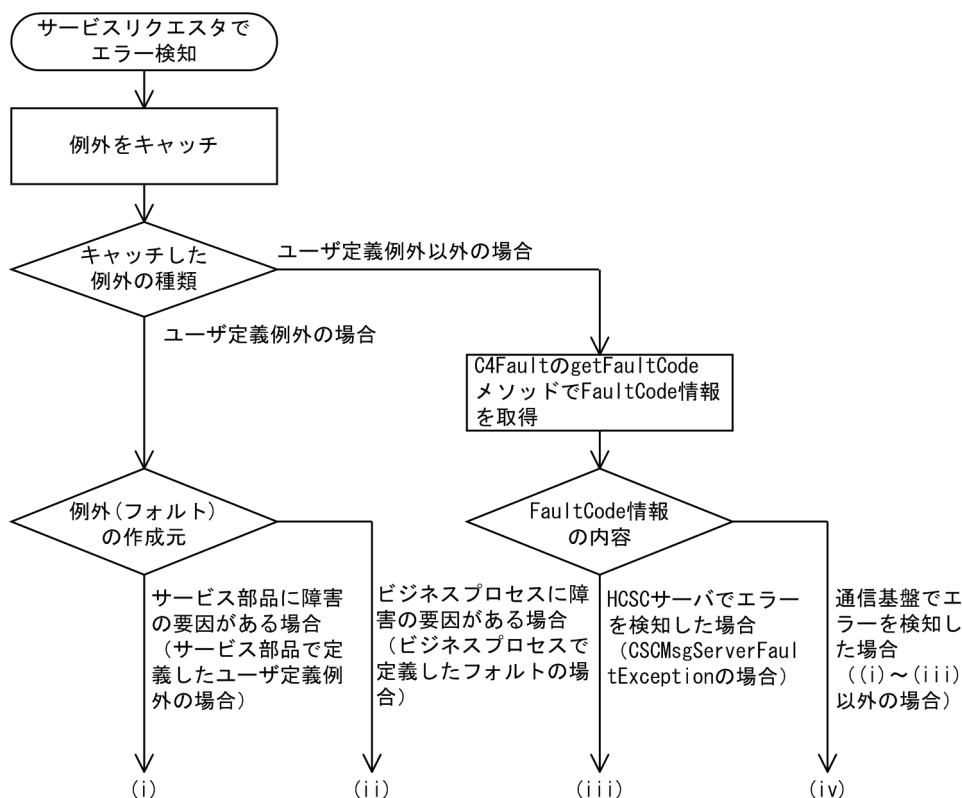 サービスリクエスタで
エラー検知
例外をキャッチ
キャッチした
例外の種類
ユーザ定義例外以外の場合
ユーザ定義例外の場合
C4FaultのgetFaultCode
メソッドでFaultCode情報
を取得
例外(フォルト)
の作成元
FaultCode情報
の内容
サービス部品に障害
の要因がある場合
(サービス部品で定
義したユーザ定義例
外の場合)
ビジネスプロセスに障
害の要因がある場合
(ビジネスプロセスで
定義したフォルトの場
合)
HCSCサーバでエラー
を検知した場合
(CSCMsgServerFaul
tExceptionの場合)
通信基盤でエ
ラーを検知し
た場合
((i)～(iii)
以外の場合)
(i)
(ii)
(iii)
(iv)